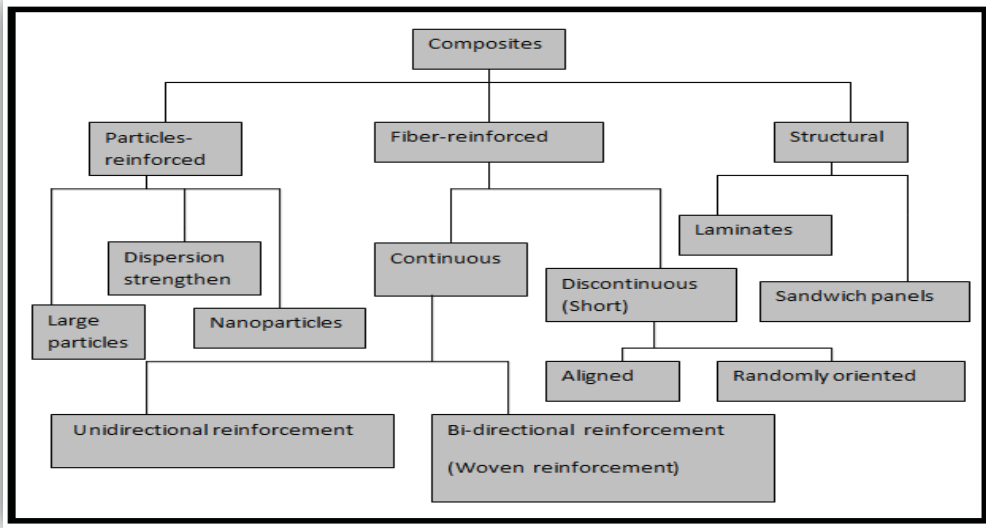 Composites
Particles-
reinforced
Fiber-reinforced
Structural
Laminates
Dispersion
strengthen
Continuous
Discontinuous
(Short)
Sandwich panels
Large
particles
Nanoparticles
Aligned
Randomly oriented
Unidirectional reinforcement
Bi-directional reinforcement
(Woven reinforcement)